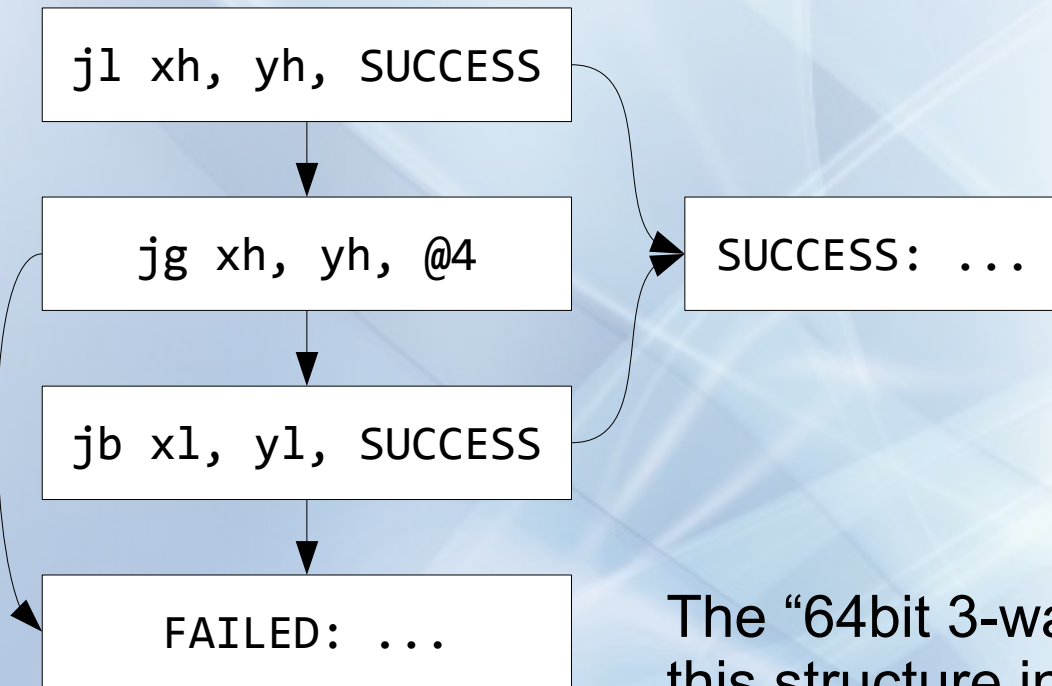 jl xh, yh, SUCCESS
jg xh, yh, @4
SUCCESS: ...
jb xl, yl, SUCCESS
FAILED: ...
The “64bit 3-wa
this structure in